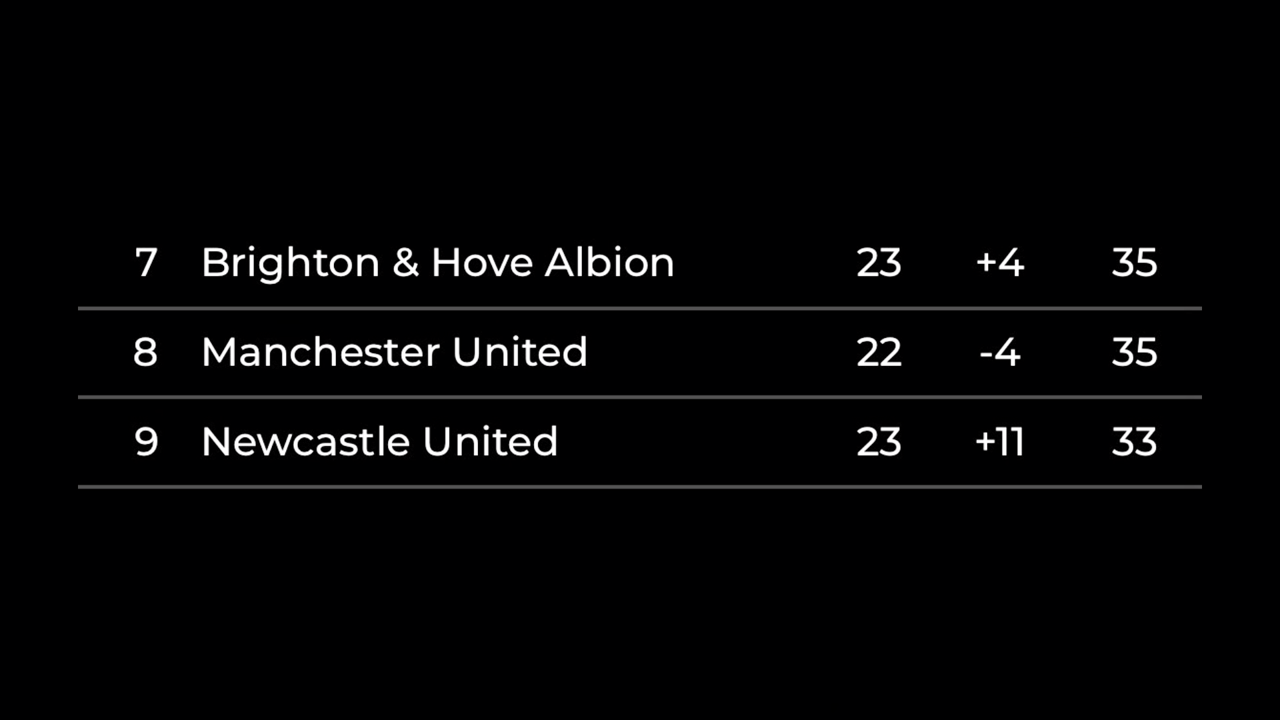 7 Brighton & Hove Albion 23 +4 35
8 Manchester United 22 -4 35
9 Newcastle United 23 +11 33